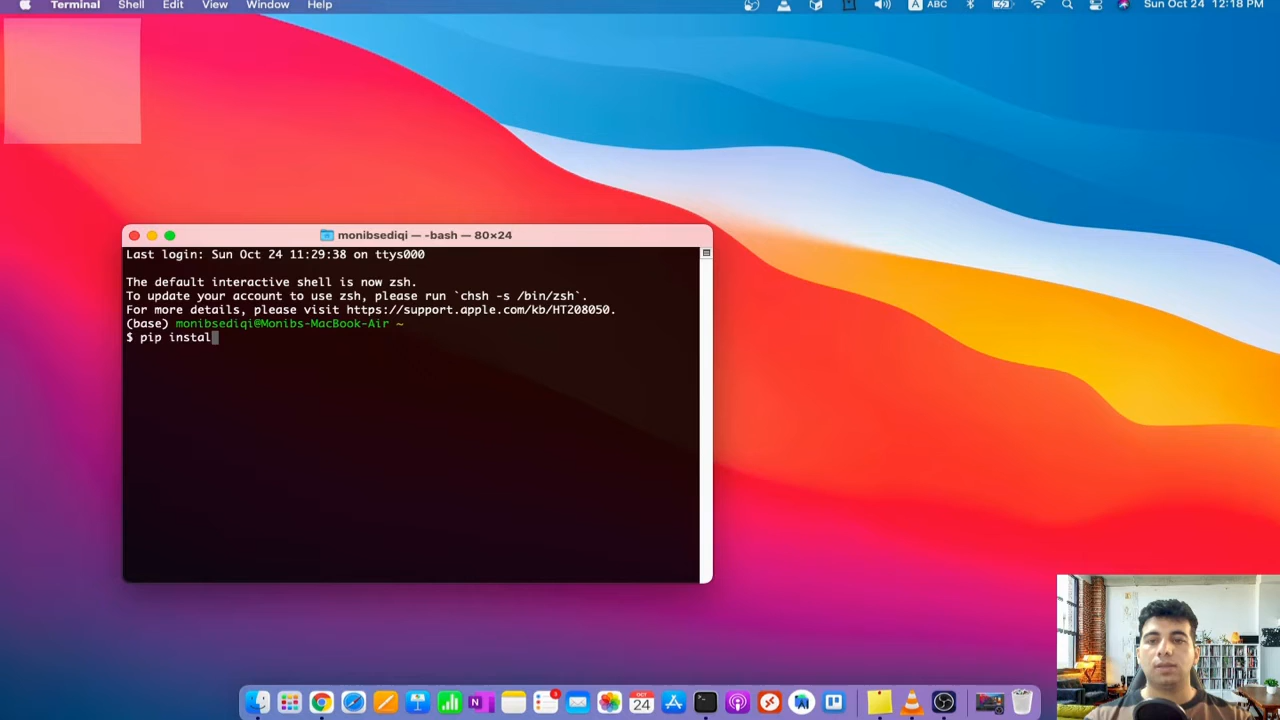 Terminal Shell Edit View Window Help A ABC Sun Oct 24 12:18 PM
monibsediqi — -bash — 80×24
Last login: Sun Oct 24 11:29:38 on ttys000
The default interactive shell is now zsh.
To update your account to use zsh, please run `chsh -s /bin/zsh`.
For more details, please visit https://support.apple.com/kb/HT208050.
(base) monibsediqi@Monibs-MacBook-Air ~
$ pip instal
OCT
24